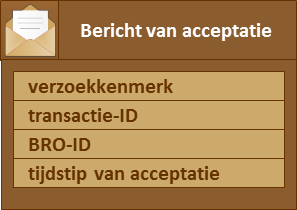 Bericht van acceptatie
verzoekkenmerk
transactie-ID
BRO-ID
tijdstip van acceptatie